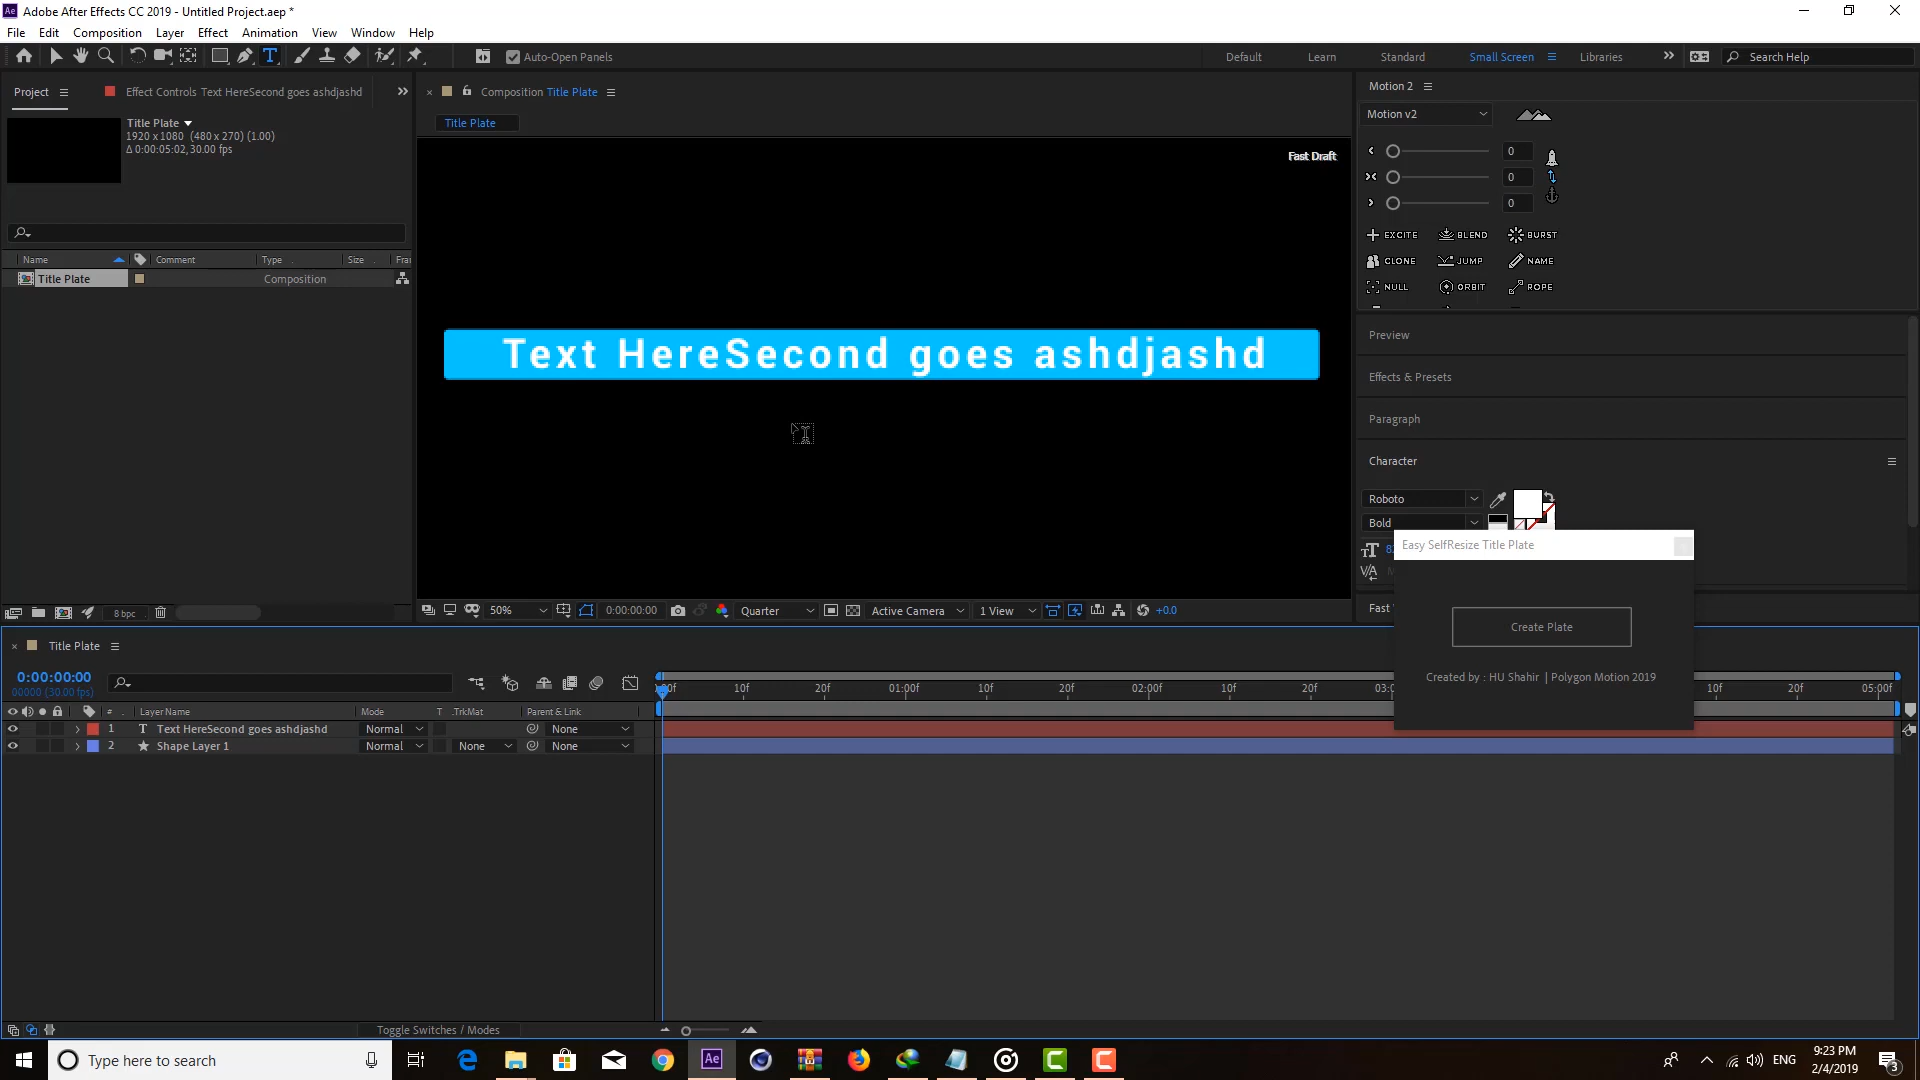 Adobe After Effects CC 2019 - Untitled Project.aep *
File Edit Composition Layer Effect Animation View Window Help
Auto-Open Panels
Default Learn Standard Small Screen Libraries Search Help
Project Effect Controls Text HereSecond goes ashdjashd
Composition Title Plate
Motion 2
Title Plate
1920 x 1080 (480 x 270) (1.00)
Δ 0:00:05:02, 30.00 fps
Title Plate
Motion v2
Fast Draft
0
0
0
EXCITE BLEND BURST
CLONE JUMP NAME
NULL ORBIT ROPE
Name Comment Type Size Fra
Title Plate Composition
Text HereSecond goes ashdjashd
Preview
Effects & Presets
Paragraph
Character
Roboto
Bold
Easy SelfResize Title Plate
Create Plate
Created by : HU Shahir | Polygon Motion 2019
Fast
8 bpc
50% 0:00:00:00 Quarter Active Camera 1 View +0.0
Title Plate
0:00:00:00
00000 (30.00 fps)
10f 20f 01:00f 10f 20f 02:00f 10f 20f 03:0 10f 20f 05:00f
# Layer Name Mode T .TrkMat Parent & Link
1 T Text HereSecond goes ashdjashd Normal None
2 Shape Layer 1 Normal None None
Toggle Switches / Modes
Type here to search
ENG
9:23 PM
2/4/2019
3